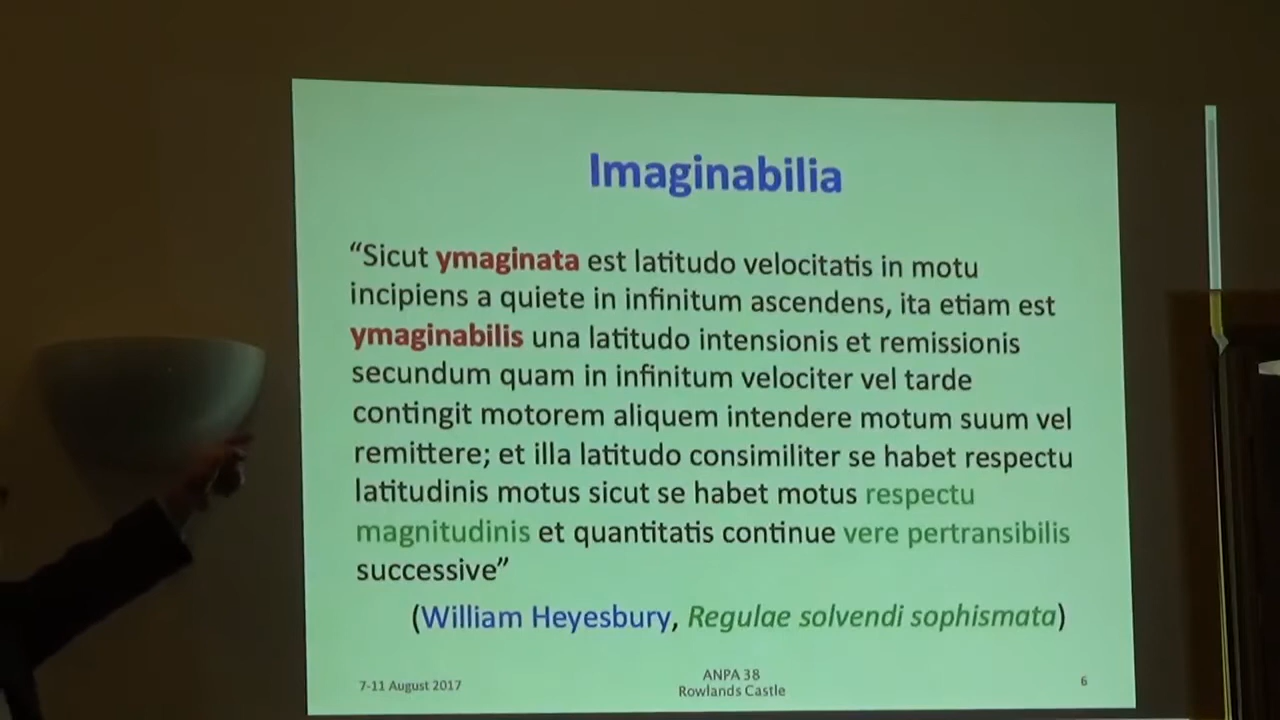 Imaginabilia
“Sicut ymaginata est latitudo velocitatis in motu
incipiens a quiete in infinitum ascendens, ita etiam est
ymaginabilis una latitudo intensionis et remissionis
secundum quam in infinitum velociter vel tarde
contingit motorem aliquem intendere motum suum vel
remittere; et illa latitudo consimiliter se habet respectu
latitudinis motus sicut se habet motus respectu
magnitudinis et quantitatis continue vere pertransibilis
successive”
(William Heyesbury, Regulae solvendi sophismata)
7-11 August 2017
ANPA 38
Rowlands Castle
6